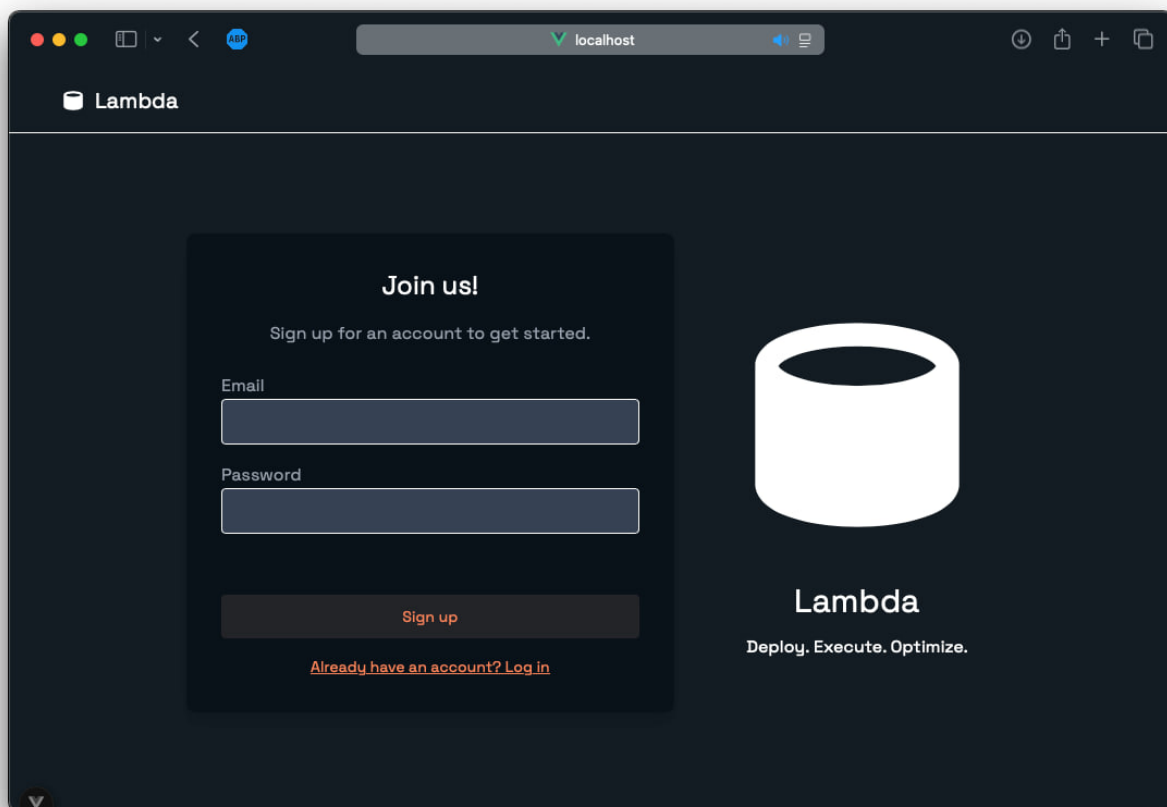 ABP
localhost
Lambda
Join us!
Sign up for an account to get started.
Email
Password
Sign up
Already have an account? Log in
Lambda
Deploy. Execute. Optimize.